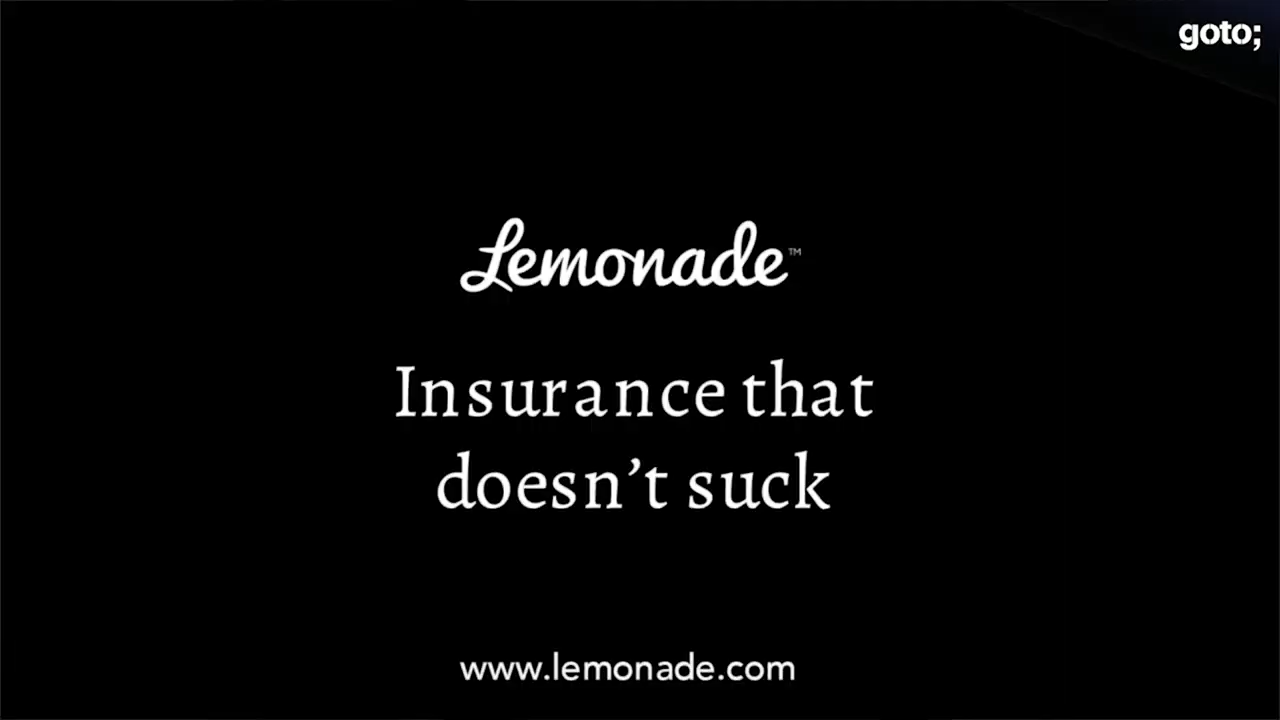 goto;
Lemonade™
Insurance that
doesn’t suck
www.lemonade.com